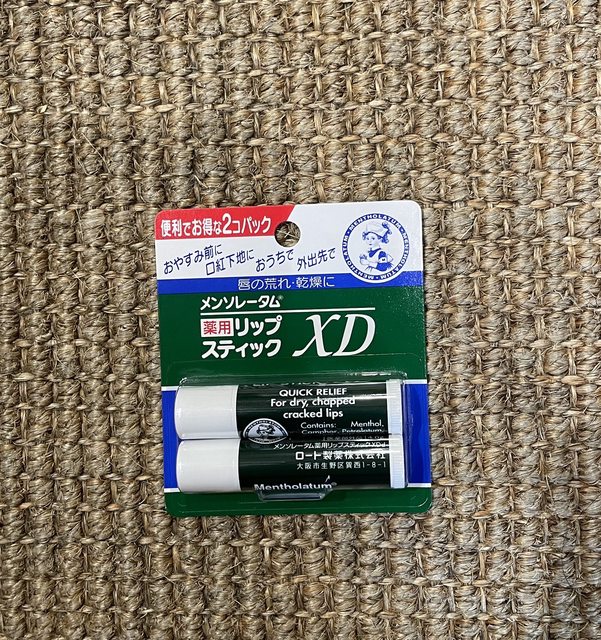 便利でお得な2コパック
おやすみ前に
口紅下地に
おうちで
外出先で
MENTHOLATUM
唇の荒れ・乾燥に
メンソレータム®
薬用リップ
スティック
XD
QUICK RELIEF
For dry, chapped
cracked lips
Contains: Menthol,
Camphor, Petrolatum,
メンソレータム薬用リップスティックXDd
ロート製薬株式会社
大阪市生野区巽西1-8-1
Mentholatum®